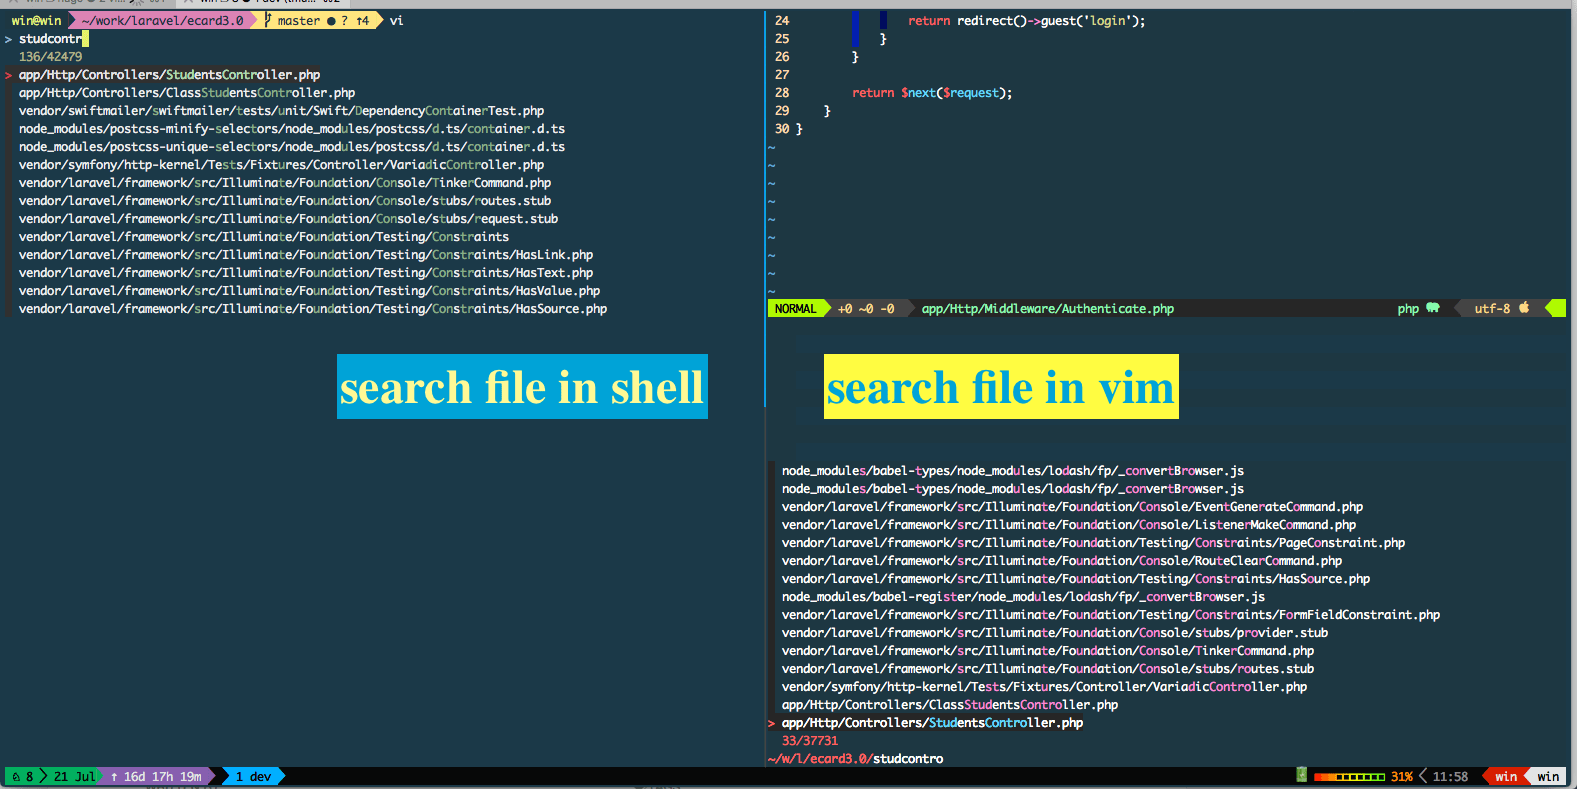 win@win ~/work/laravel/ecard3.0 master ● ? ↑4 vi
> studcontr
136/42479
> app/Http/Controllers/StudentsController.php
app/Http/Controllers/ClassStudentsController.php
vendor/swiftmailer/swiftmailer/tests/unit/Swift/DependencyContainerTest.php
node_modules/postcss-minify-selectors/node_modules/postcss/d.ts/container.d.ts
node_modules/postcss-unique-selectors/node_modules/postcss/d.ts/container.d.ts
vendor/symfony/http-kernel/Tests/Fixtures/Controller/VariadicController.php
vendor/laravel/framework/src/Illuminate/Foundation/Console/TinkerCommand.php
vendor/laravel/framework/src/Illuminate/Foundation/Console/stubs/routes.stub
vendor/laravel/framework/src/Illuminate/Foundation/Console/stubs/request.stub
vendor/laravel/framework/src/Illuminate/Foundation/Testing/Constraints
vendor/laravel/framework/src/Illuminate/Foundation/Testing/Constraints/HasLink.php
vendor/laravel/framework/src/Illuminate/Foundation/Testing/Constraints/HasText.php
vendor/laravel/framework/src/Illuminate/Foundation/Testing/Constraints/HasValue.php
vendor/laravel/framework/src/Illuminate/Foundation/Testing/Constraints/HasSource.php
search file in shell
24 return redirect()->guest('login');
25 }
26 }
27
28 return $next($request);
29 }
30 }
~
~
~
~
~
~
~
~
~
NORMAL +0 ~0 -0 app/Http/Middleware/Authenticate.php php utf-8
search file in vim
node_modules/babel-types/node_modules/lodash/fp/_convertBrowser.js
node_modules/babel-types/node_modules/lodash/fp/_convertBrowser.js
vendor/laravel/framework/src/Illuminate/Foundation/Console/EventGenerateCommand.php
vendor/laravel/framework/src/Illuminate/Foundation/Console/ListenerMakeCommand.php
vendor/laravel/framework/src/Illuminate/Foundation/Testing/Constraints/PageConstraint.php
vendor/laravel/framework/src/Illuminate/Foundation/Console/RouteClearCommand.php
vendor/laravel/framework/src/Illuminate/Foundation/Testing/Constraints/HasSource.php
node_modules/babel-register/node_modules/lodash/fp/_convertBrowser.js
vendor/laravel/framework/src/Illuminate/Foundation/Testing/Constraints/FormFieldConstraint.php
vendor/laravel/framework/src/Illuminate/Foundation/Console/stubs/provider.stub
vendor/laravel/framework/src/Illuminate/Foundation/Console/TinkerCommand.php
vendor/laravel/framework/src/Illuminate/Foundation/Console/stubs/routes.stub
vendor/symfony/http-kernel/Tests/Fixtures/Controller/VariadicController.php
app/Http/Controllers/ClassStudentsController.php
> app/Http/Controllers/StudentsController.php
33/37731
~/w/l/ecard3.0/studcontro
8 21 Jul ↑ 16d 17h 19m 1 dev 31% 11:58 win win